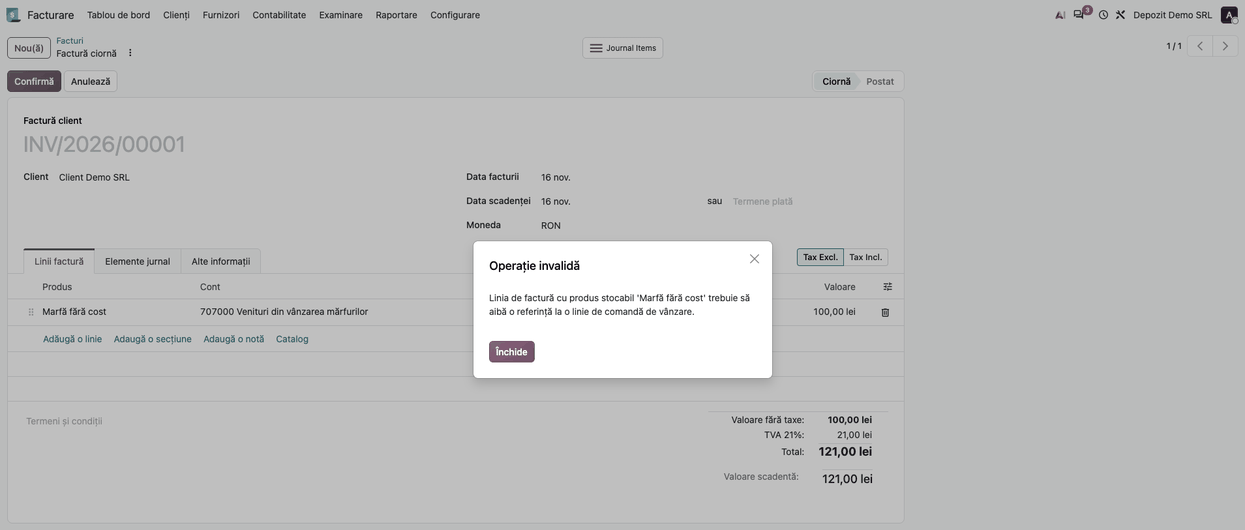 Facturare Tablou de bord Clienți Furnizori Contabilitate Examinare Raportare Configurare 3 Depozit Demo SRL A
Nou(ă) Facturi
Factură ciornă
Journal Items
1 / 1
Confirmă Anulează Ciornă Postat
Factură client
INV/2026/00001
Client Client Demo SRL Data facturii 16 nov.
Data scadenței 16 nov. sau Termene plată
Moneda RON
Linii factură Elemente jurnal Alte informații Tax Excl. Tax Incl.
Operație invalidă
Produs Cont Valoare
Linia de factură cu produs stocabil 'Marfă fără cost' trebuie să
aibă o referință la o linie de comandă de vânzare.
Marfă fără cost 707000 Venituri din vânzarea mărfurilor 100,00 lei
Adăugă o linie Adaugă o secțiune Adaugă o notă Catalog
Închide
Termeni și condiții
Valoare fără taxe: 100,00 lei
TVA 21%: 21,00 lei
Total: 121,00 lei
Valoare scadentă: 121,00 lei